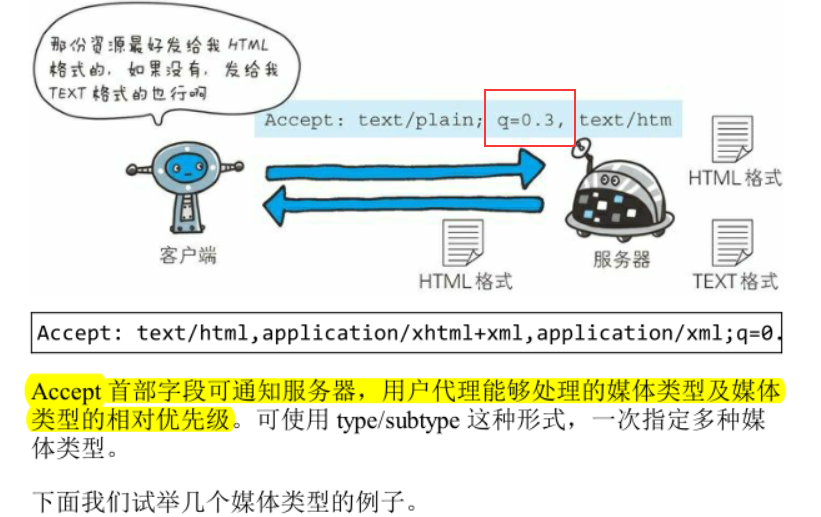 那份资源最好发给我 HTML
格式的，如果没有，发给我
TEXT 格式的也行啊
Accept: text/plain; q=0.3, text/htm
HTML 格式
客户端
HTML 格式
服务器
TEXT 格式
Accept: text/html,application/xhtml+xml,application/xml;q=0.
Accept 首部字段可通知服务器，用户代理能够处理的媒体类型及媒体
类型的相对优先级。可使用 type/subtype 这种形式，一次指定多种媒
体类型。
下面我们试举几个媒体类型的例子。